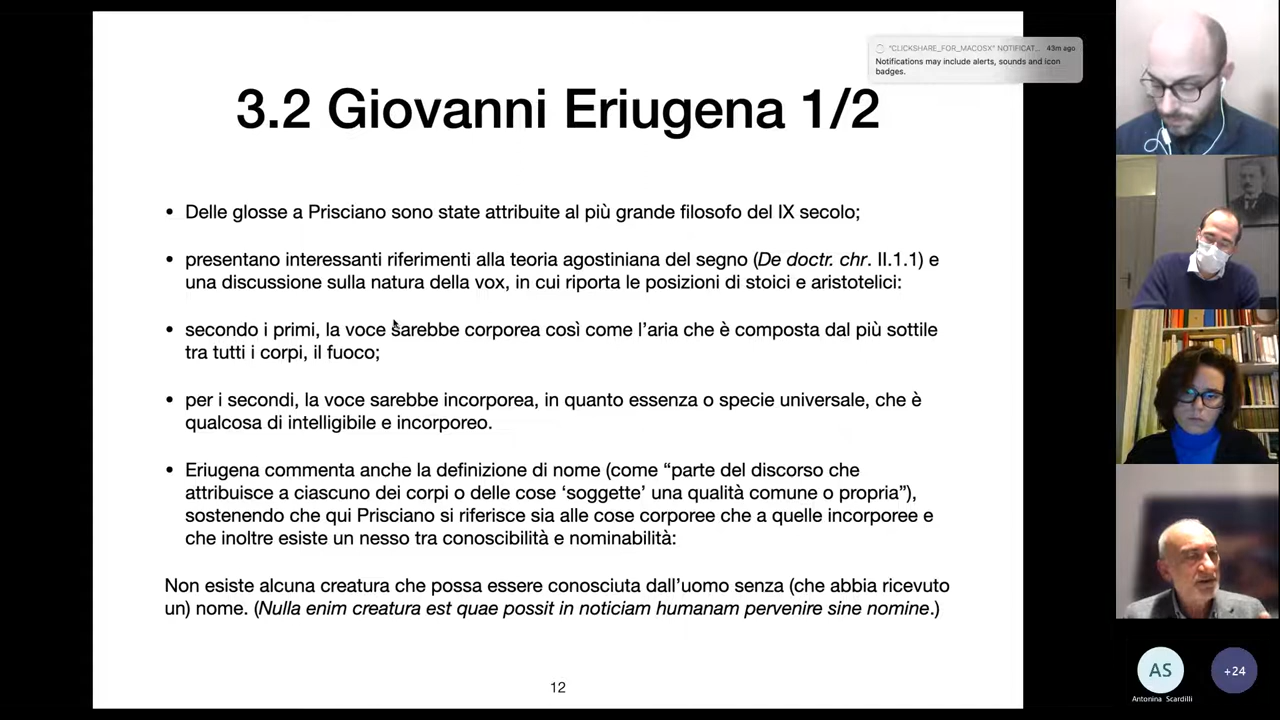 "CLICKSHARE_FOR_MACOSX" NOTIFICAT... 43m ago
Notifications may include alerts, sounds and icon
badges.
3.2 Giovanni Eriugena 1/2
• Delle glosse a Prisciano sono state attribuite al più grande filosofo del IX secolo;
• presentano interessanti riferimenti alla teoria agostiniana del segno (De doctr. chr. II.1.1) e
una discussione sulla natura della vox, in cui riporta le posizioni di stoici e aristotelici:
• secondo i primi, la voce sarebbe corporea così come l’aria che è composta dal più sottile
tra tutti i corpi, il fuoco;
• per i secondi, la voce sarebbe incorporea, in quanto essenza o specie universale, che è
qualcosa di intelligibile e incorporeo.
• Eriugena commenta anche la definizione di nome (come “parte del discorso che
attribuisce a ciascuno dei corpi o delle cose ‘soggette’ una qualità comune o propria”),
sostenendo che qui Prisciano si riferisce sia alle cose corporee che a quelle incorporee e
che inoltre esiste un nesso tra conoscibilità e nominabilità:
Non esiste alcuna creatura che possa essere conosciuta dall’uomo senza (che abbia ricevuto
un) nome. (Nulla enim creatura est quae possit in noticiam humanam pervenire sine nomine.)
12
AS
+24
Antonina Scardilli